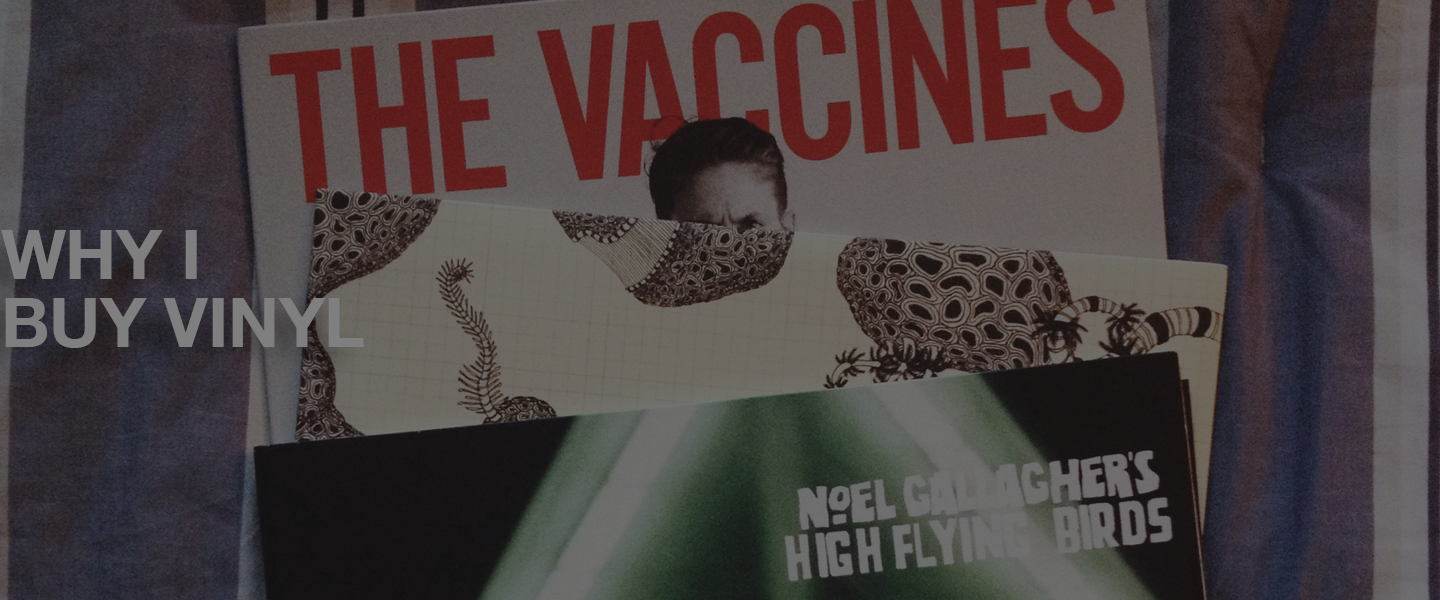 THE VACCINES
WHY I
BUY VINYL
NOEL GALLAGHER'S
HIGH FLYING BIRDS